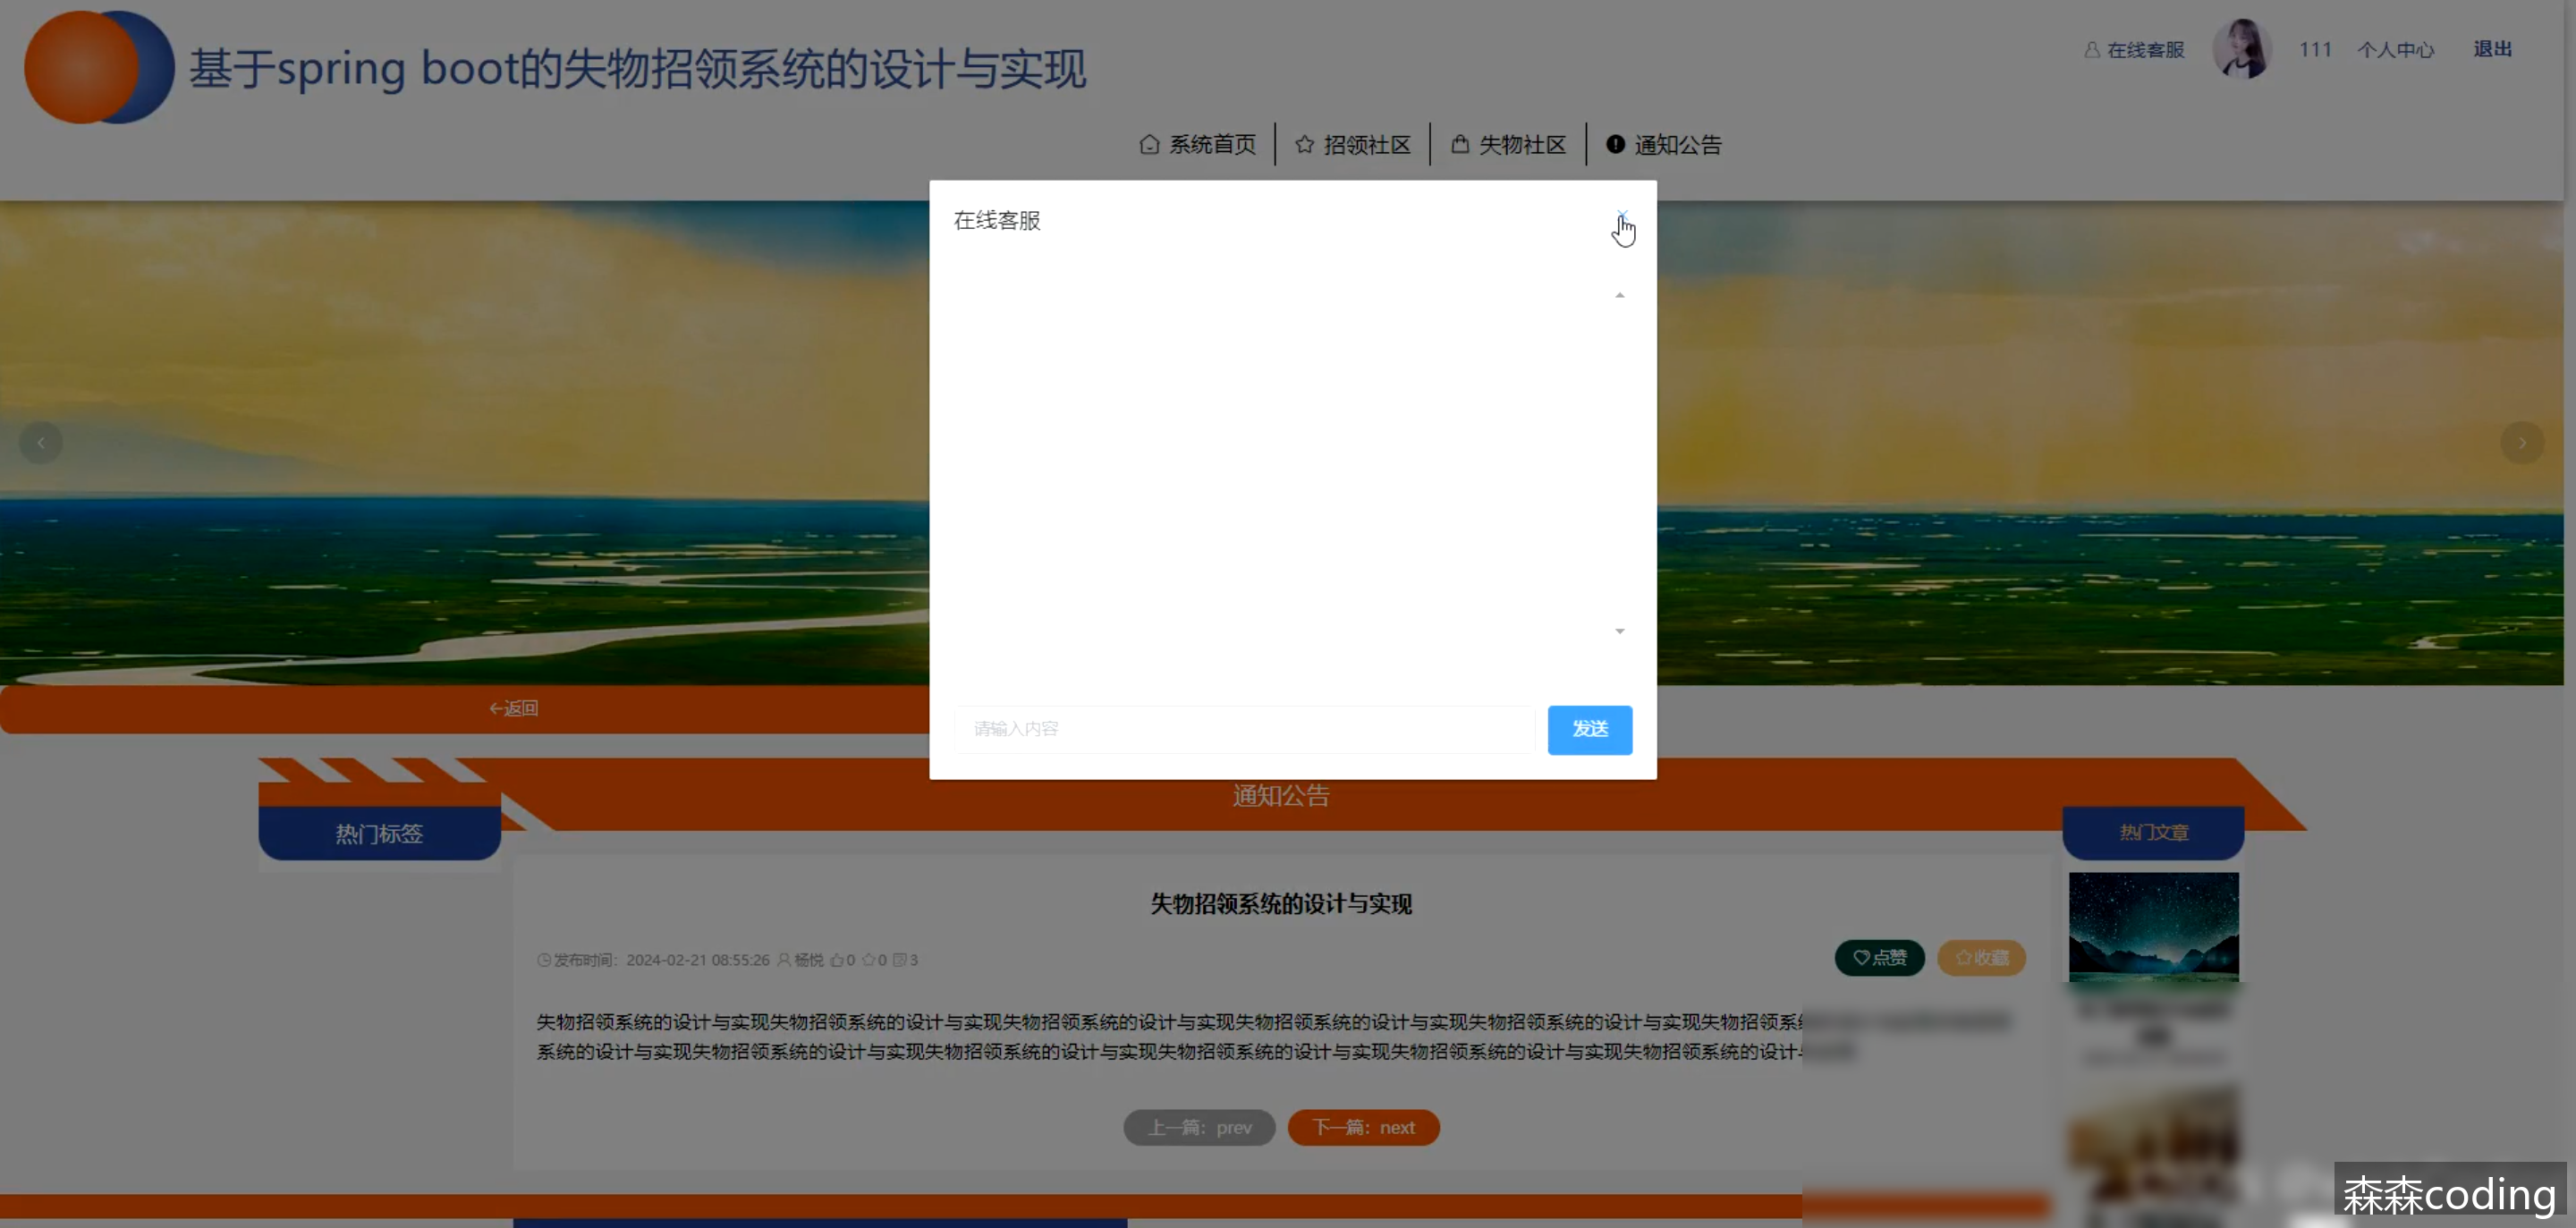 基于spring boot的失物招领系统的设计与实现
在线客服
111
个人中心
退出
系统首页
招领社区
失物社区
通知公告
在线客服
请输入内容
发送
返回
通知公告
热门标签
热门文章
失物招领系统的设计与实现
发布时间：2024-02-21 08:55:26 杨悦 0 0 3
点赞
收藏
失物招领系统的设计与实现失物招领系统的设计与实现失物招领系统的设计与实现失物招领系统的设计与实现失物招领系统的设计与实现失物招领系
系统的设计与实现失物招领系统的设计与实现失物招领系统的设计与实现失物招领系统的设计与实现失物招领系统的设计与实现失物招领系统的设计
上一篇：prev
下一篇：next
森森coding